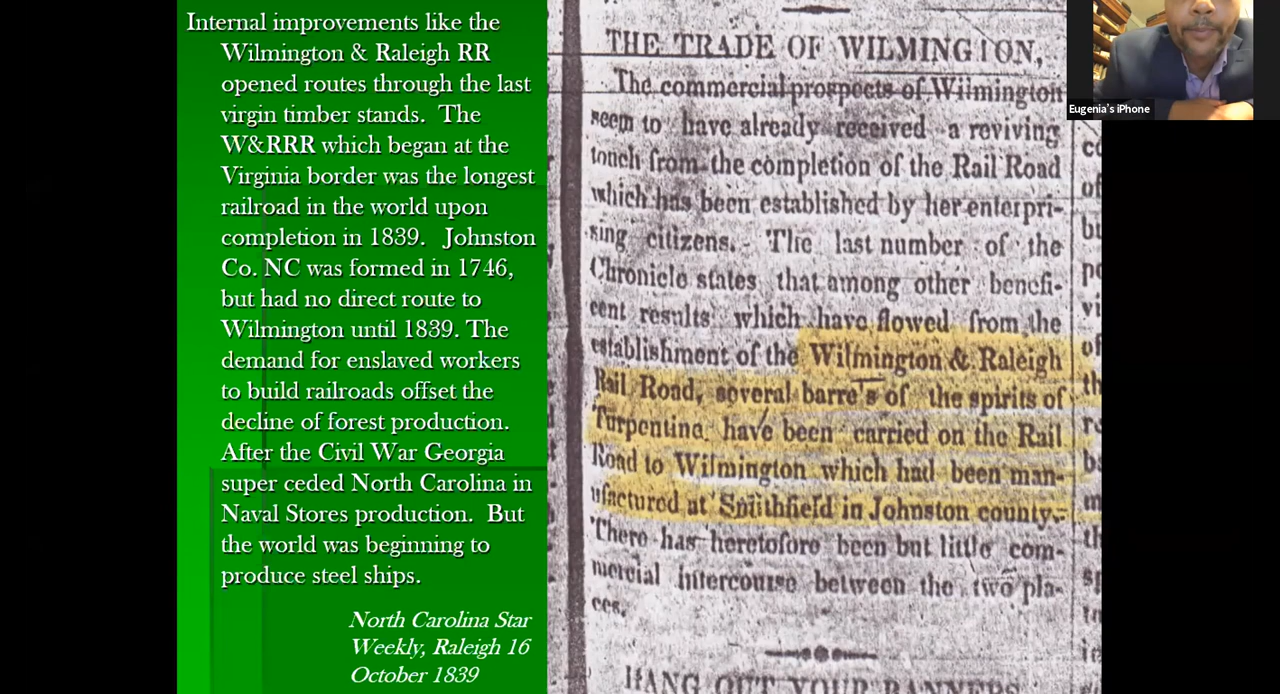 Internal improvements like the
Wilmington & Raleigh RR
opened routes through the last
virgin timber stands. The
W&RRR which began at the
Virginia border was the longest
railroad in the world upon
completion in 1839. Johnston
Co. NC was formed in 1746,
but had no direct route to
Wilmington until 1839. The
demand for enslaved workers
to build railroads offset the
decline of forest production.
After the Civil War Georgia
super ceded North Carolina in
Naval Stores production. But
the world was beginning to
produce steel ships.
North Carolina Star
Weekly, Raleigh 16
October 1839
THE TRADE OF WILMINGTON,
The commercial prospects of Wilmington
seem to have already received a reviving
touch from the completion of the Rail Road
which has been established by her enterpri-
sing citizens. - The last number of the
Chronicle states that among other benefi-
cent results which have flowed from the
establishment of the Wilmington & Raleigh
Rail Road, several barre's of the spirits of
Turpentine have been carried on the Rail
Road to Wilmington which had been man-
ufactured at Smithfield in Johnston county.-
There has heretofore been but little com-
mercial intercourse between the two pla-
ces.
HANG OUT YOUR BANNERS
Eugenia's iPhone